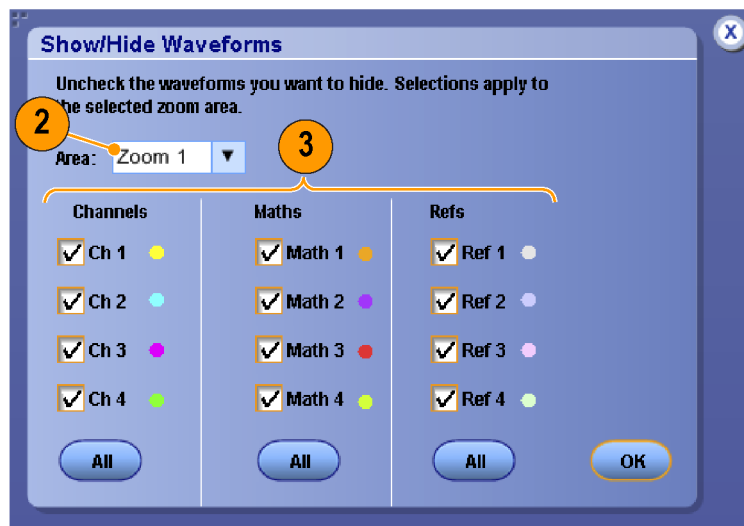 Show/Hide Waveforms
X
Uncheck the waveforms you want to hide. Selections apply to
the selected zoom area.
2
3
Area: Zoom 1
Channels Maths Refs
Ch 1 Math 1 Ref 1
Ch 2 Math 2 Ref 2
Ch 3 Math 3 Ref 3
Ch 4 Math 4 Ref 4
All All All OK